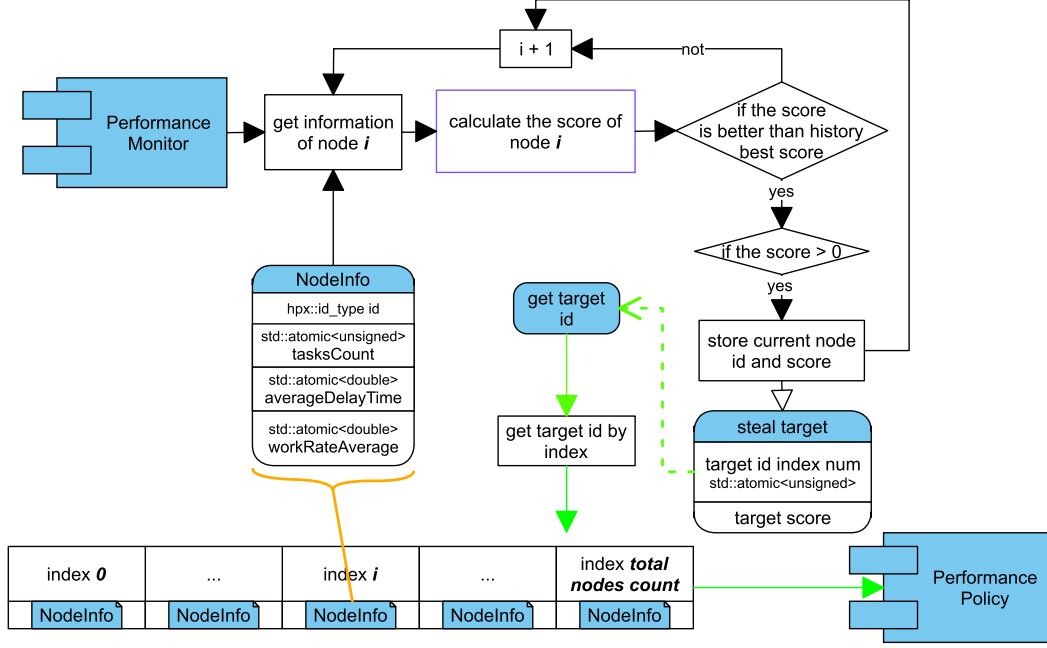 i + 1
not
Performance
Monitor
get information
of node i
calculate the score of
node i
if the score
is better than history
best score
yes
if the score > 0
yes
store current node
id and score
NodeInfo
hpx::id_type id
std::atomic<unsigned>
tasksCount
std::atomic<double>
averageDelayTime
std::atomic<double>
workRateAverage
get target
id
get target id by
index
steal target
target id index num
std::atomic<unsigned>
target score
index 0
...
index i
...
index total
nodes count
NodeInfo
NodeInfo
NodeInfo
NodeInfo
NodeInfo
Performance
Policy